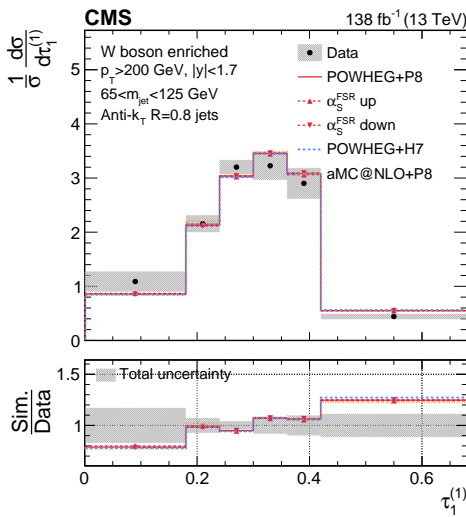 CMS 138 fb⁻¹ (13 TeV)
W boson enriched
p_T>200 GeV, |y|<1.7
65<m_jet<125 GeV
Anti-k_T R=0.8 jets
Data
POWHEG+P8
α_S^FSR up
α_S^FSR down
POWHEG+H7
aMC@NLO+P8
1/σ dσ/dτ₁⁽¹⁾
5
4
3
2
1
0
Total uncertainty
Sim./Data
1.5
1
0.5
0 0.2 0.4 0.6
τ₁⁽¹⁾